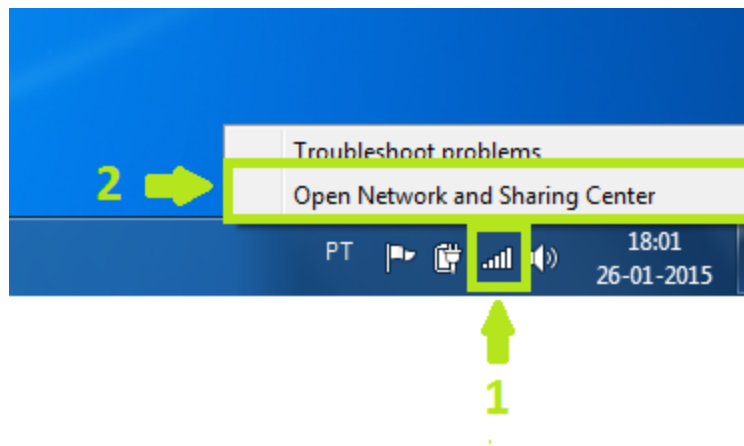 Troubleshoot problems
2
Open Network and Sharing Center
PT
18:01
26-01-2015
1